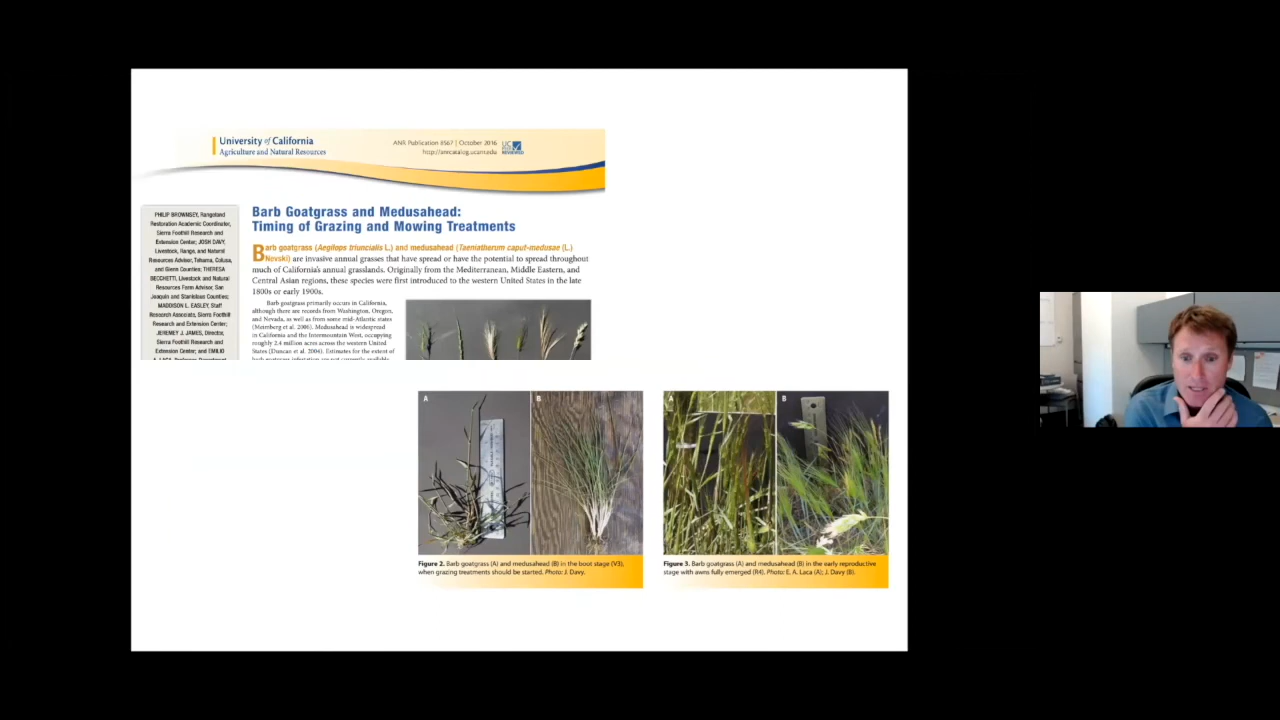 University of California
Agriculture and Natural Resources
ANR Publication 8567 | October 2016
http://anrcatalog.ucanr.edu
UC
PEER
REVIEWED
PHILIP BROWNSEY, Rangeland
Restoration Academic Coordinator,
Sierra Foothill Research and
Extension Center; JOSH DAVY,
Livestock, Range, and Natural
Resources Advisor, Tehama, Colusa,
and Glenn Counties; THERESA
BECCHETTI, Livestock and Natural
Resources Farm Advisor, San
Joaquin and Stanislaus Counties;
MADDISON L. EASLEY, Staff
Research Associate, Sierra Foothill
Research and Extension Center;
JEREMEY J. JAMES, Director,
Sierra Foothill Research and
Extension Center; and EMILIO
Barb Goatgrass and Medusahead:
Timing of Grazing and Mowing Treatments
Barb goatgrass (Aegilops triuncialis L.) and medusahead (Taeniatherum caput-medusae (L.)
Nevski) are invasive annual grasses that have spread or have the potential to spread throughout
much of California's annual grasslands. Originally from the Mediterranean, Middle Eastern, and
Central Asian regions, these species were first introduced to the western United States in the late
1800s or early 1900s.
Barb goatgrass primarily occurs in California,
although there are records from Washington, Oregon,
and Nevada, as well as from some mid-Atlantic states
(Meimberg et al. 2006). Medusahead is widespread
in California and the Intermountain West, occupying
roughly 2.4 million acres across the western United
States (Duncan et al. 2004). Estimates for the extent of
A
B
Figure 2. Barb goatgrass (A) and medusahead (B) in the boot stage (V3),
when grazing treatments should be started. Photo: J. Davy.
A
B
Figure 3. Barb goatgrass (A) and medusahead (B) in the early reproductive
stage with awns fully emerged (R4). Photo: E. A. Laca (A); J. Davy (B).